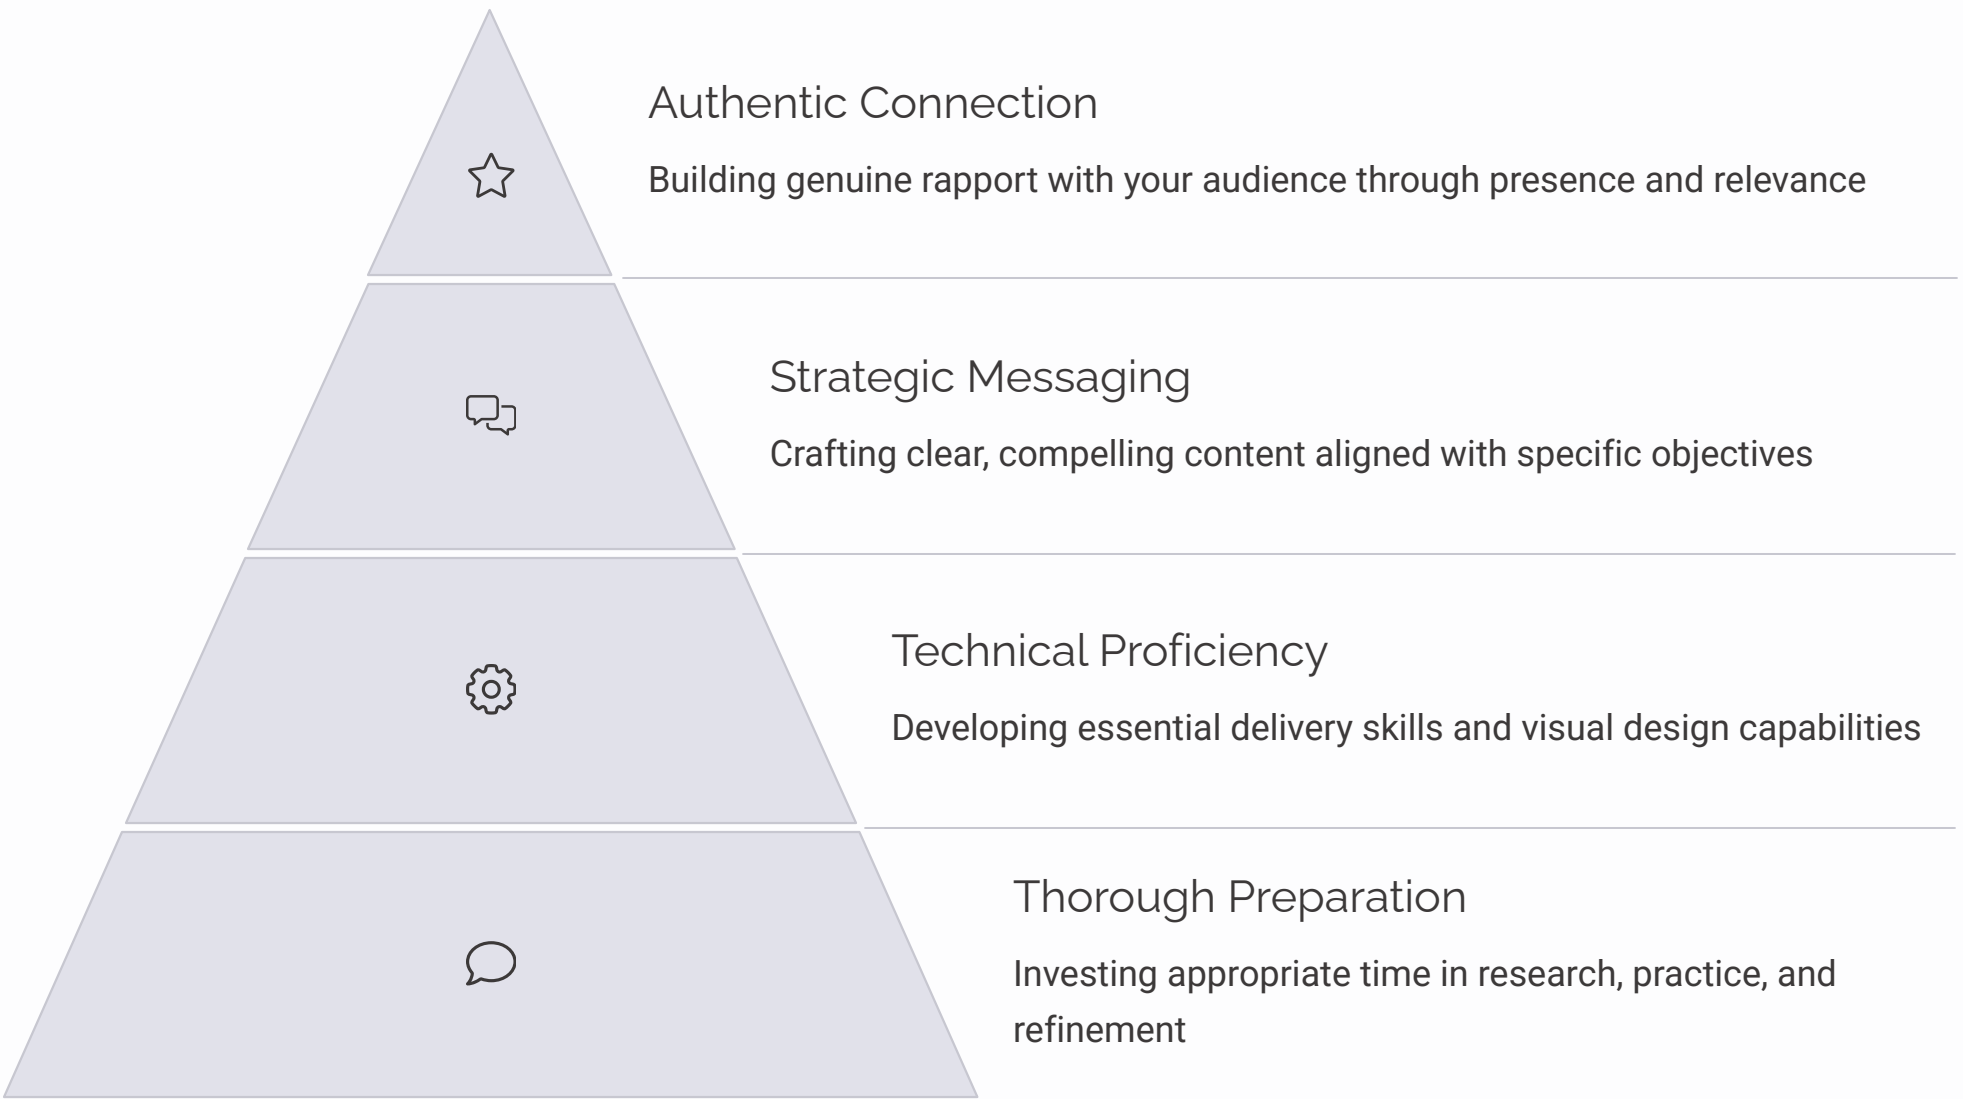 Authentic Connection
Building genuine rapport with your audience through presence and relevance
Strategic Messaging
Crafting clear, compelling content aligned with specific objectives
Technical Proficiency
Developing essential delivery skills and visual design capabilities
Thorough Preparation
Investing appropriate time in research, practice, and
refinement